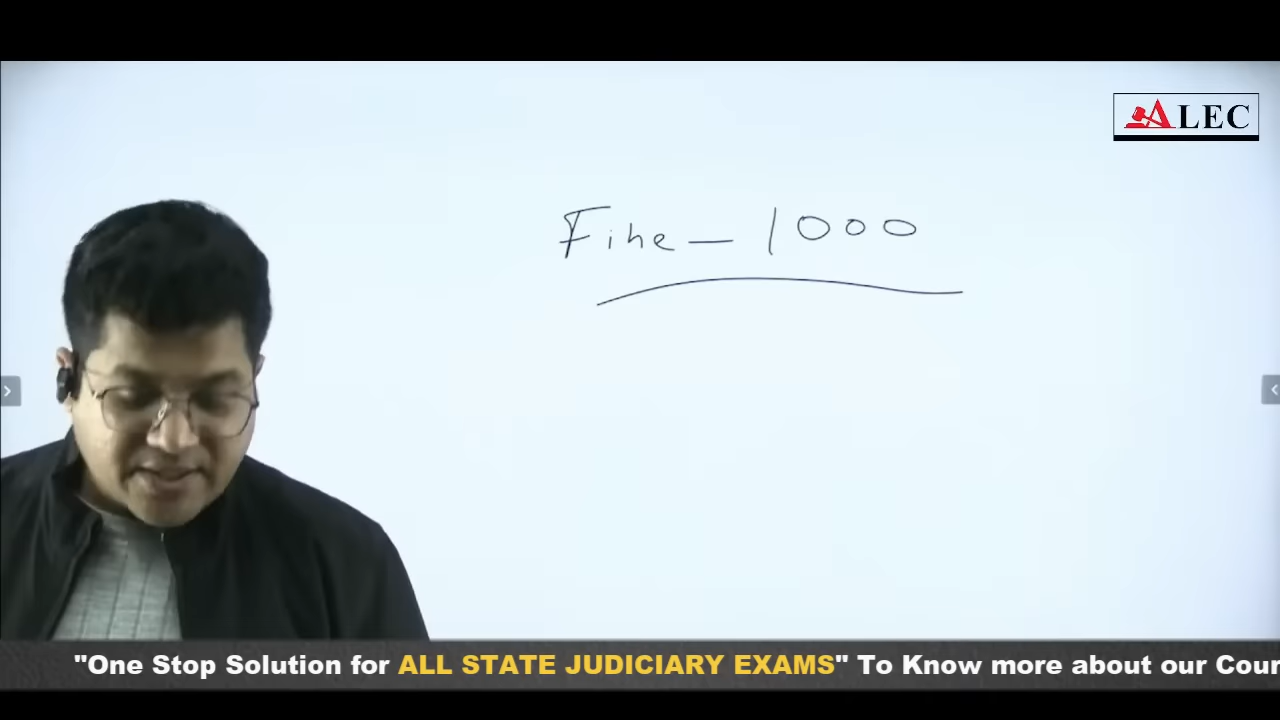 ALEC
Fine – 1000
"One Stop Solution for ALL STATE JUDICIARY EXAMS" To Know more about our Cour